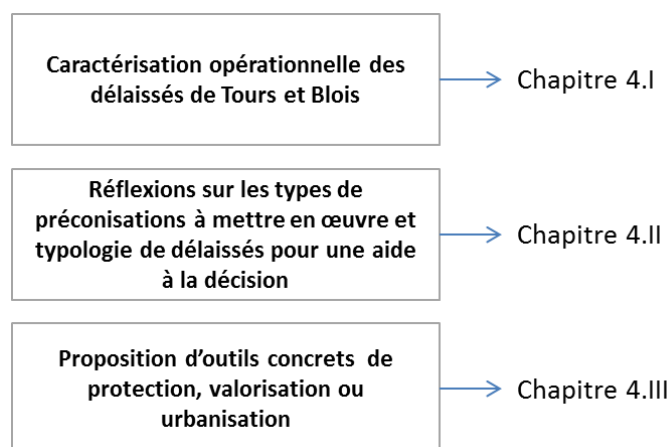 Caractérisation opérationnelle des
délaissés de Tours et Blois
Chapitre 4.I
Réflexions sur les types de
préconisations à mettre en œuvre et
typologie de délaissés pour une aide
à la décision
Chapitre 4.II
Proposition d'outils concrets de
protection, valorisation ou
urbanisation
Chapitre 4.III